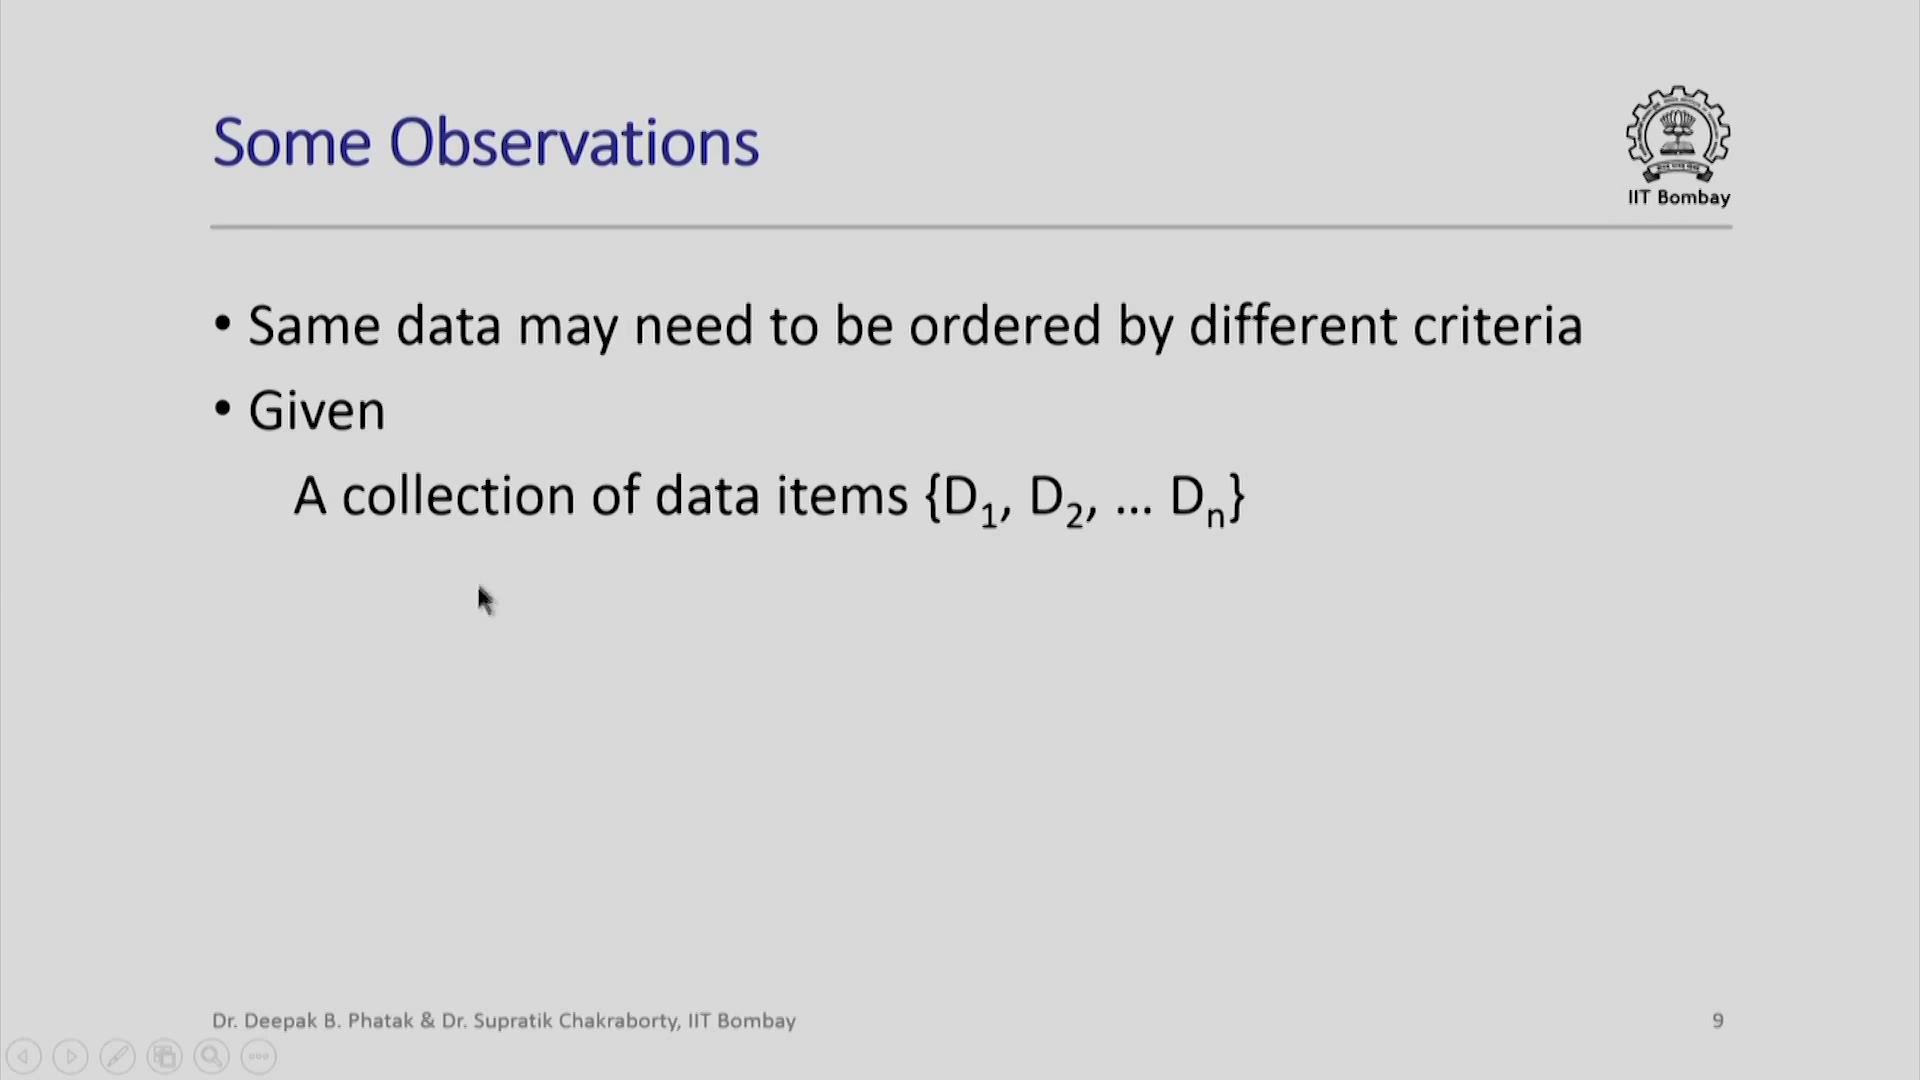 Some Observations
IIT Bombay
• Same data may need to be ordered by different criteria
• Given
A collection of data items {D₁, D₂, ... Dₙ}
Dr. Deepak B. Phatak & Dr. Supratik Chakraborty, IIT Bombay
9